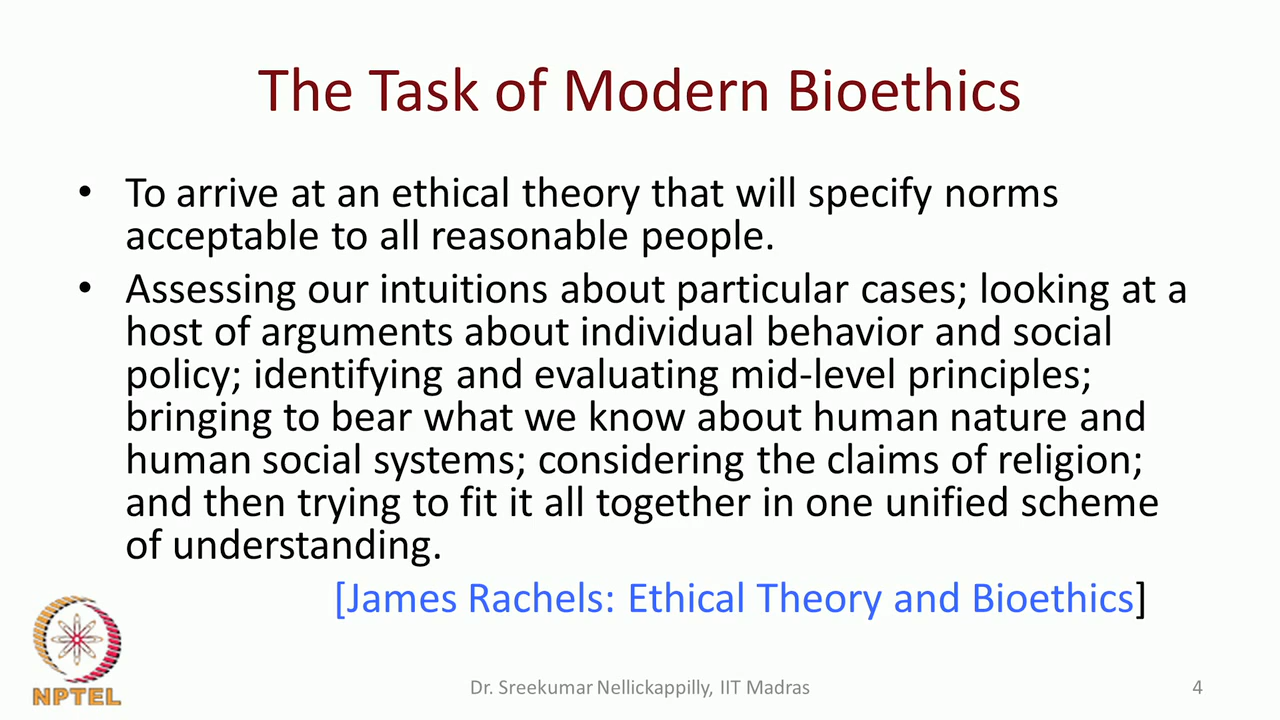 The Task of Modern Bioethics
• To arrive at an ethical theory that will specify norms
acceptable to all reasonable people.
• Assessing our intuitions about particular cases; looking at a
host of arguments about individual behavior and social
policy; identifying and evaluating mid-level principles;
bringing to bear what we know about human nature and
human social systems; considering the claims of religion;
and then trying to fit it all together in one unified scheme
of understanding.
[James Rachels: Ethical Theory and Bioethics]
NPTEL
Dr. Sreekumar Nellickappilly, IIT Madras
4